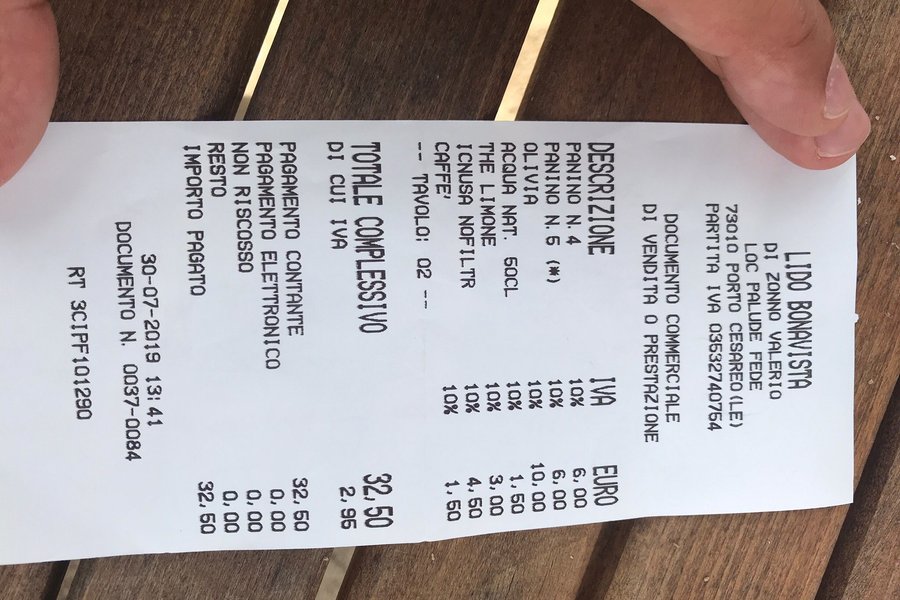 LIDO BONAVISTA
DI ZONNO VALERIO
LOC PALUDE FEDE
73010 PORTO CESAREO(LE)
PARTITA IVA 03532740754
DOCUMENTO COMMERCIALE
DI VENDITA O PRESTAZIONE
DESCRIZIONE IVA EURO
PANINO N.4 10% 6,00
PANINO N.5 (*) 10% 6,00
OLIVIA 10% 10,00
ACQUA NAT. 50CL 10% 1,50
THE LIMONE 10% 3,00
ICNUSA NOFILTR 10% 4,50
CAFFE' 10% 1,50
-- TAVOLO: 02 --
TOTALE COMPLESSIVO 32,50
DI CUI IVA 2,95
PAGAMENTO CONTANTE 32,50
PAGAMENTO ELETTRONICO 0,00
NON RISCOSSO 0,00
RESTO 0,00
IMPORTO PAGATO 32,50
30-07-2019 13:41
DOCUMENTO N. 0037-0084
RT 3CIPF101290